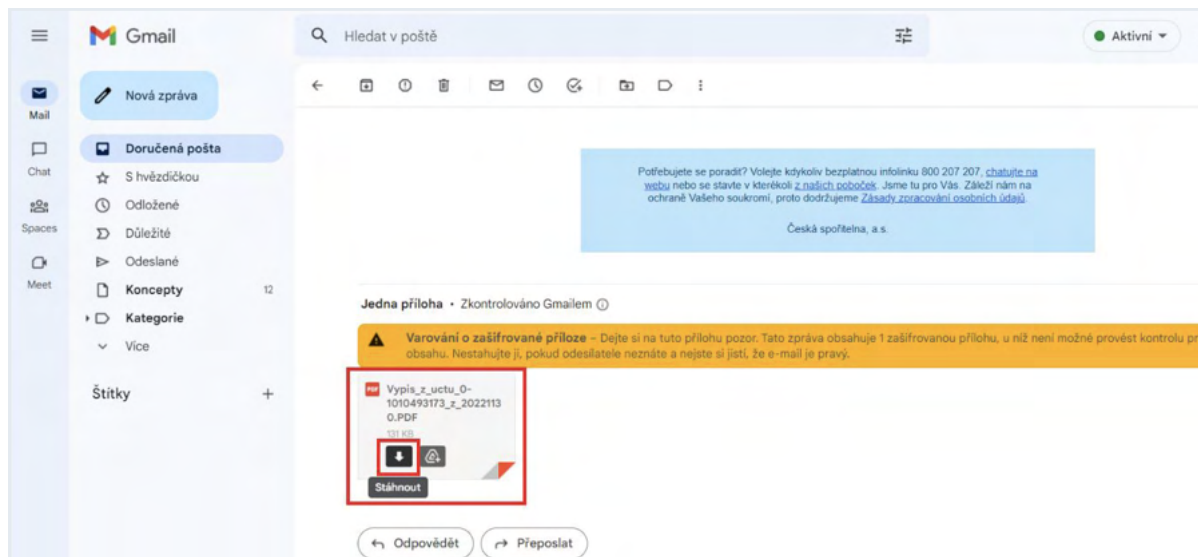 Gmail
Hledat v poště
Aktivní
Mail
Nová zpráva
Chat
Doručená pošta
S hvězdičkou
Spaces
Odložené
Důležité
Meet
Odeslané
Koncepty 12
Kategorie
Více
Štítky
Potřebujete se poradit? Volejte kdykoliv bezplatnou infolinku 800 207 207, chatujte na
webu nebo se stavte v kterékoli z našich poboček. Jsme tu pro Vás. Záleží nám na
ochraně Vašeho soukromí, proto dodržujeme Zásady zpracování osobních údajů.
Česká spořitelna, a.s.
Jedna příloha • Zkontrolováno Gmailem
Varování o zašifrované příloze – Dejte si na tuto přílohu pozor. Tato zpráva obsahuje 1 zašifrovanou přílohu, u níž není možné provést kontrolu pr
obsahu. Nestahujte ji, pokud odesílatele neznáte a nejste si jistí, že e-mail je pravý.
PDF
Vypis_z_uctu_0-
1010493173_z_2022113
0.PDF
131 KB
Stáhnout
Odpovědět
Přeposlat